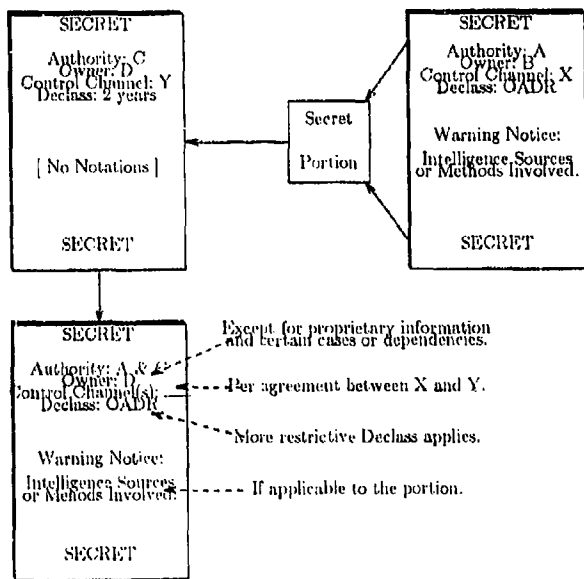 SECRET
Authority: C
Owner: D
Control Channel: Y
Declass: 2 years
[ No Notations ]
SECRET
Secret
Portion
SECRET
Authority: A
Owner: B
Control Channel: X
Declass: OADR
Warning Notice:
Intelligence Sources
or Methods Involved.
SECRET
SECRET
Authority: A &
Owner: D
Control Channel(s):
Declass: OADR
Warning Notice:
Intelligence Sources
or Methods Involved.
SECRET
Except for proprietary information
and certain cases or dependencies.
Per agreement between X and Y.
More restrictive Declass applies.
If applicable to the portion.